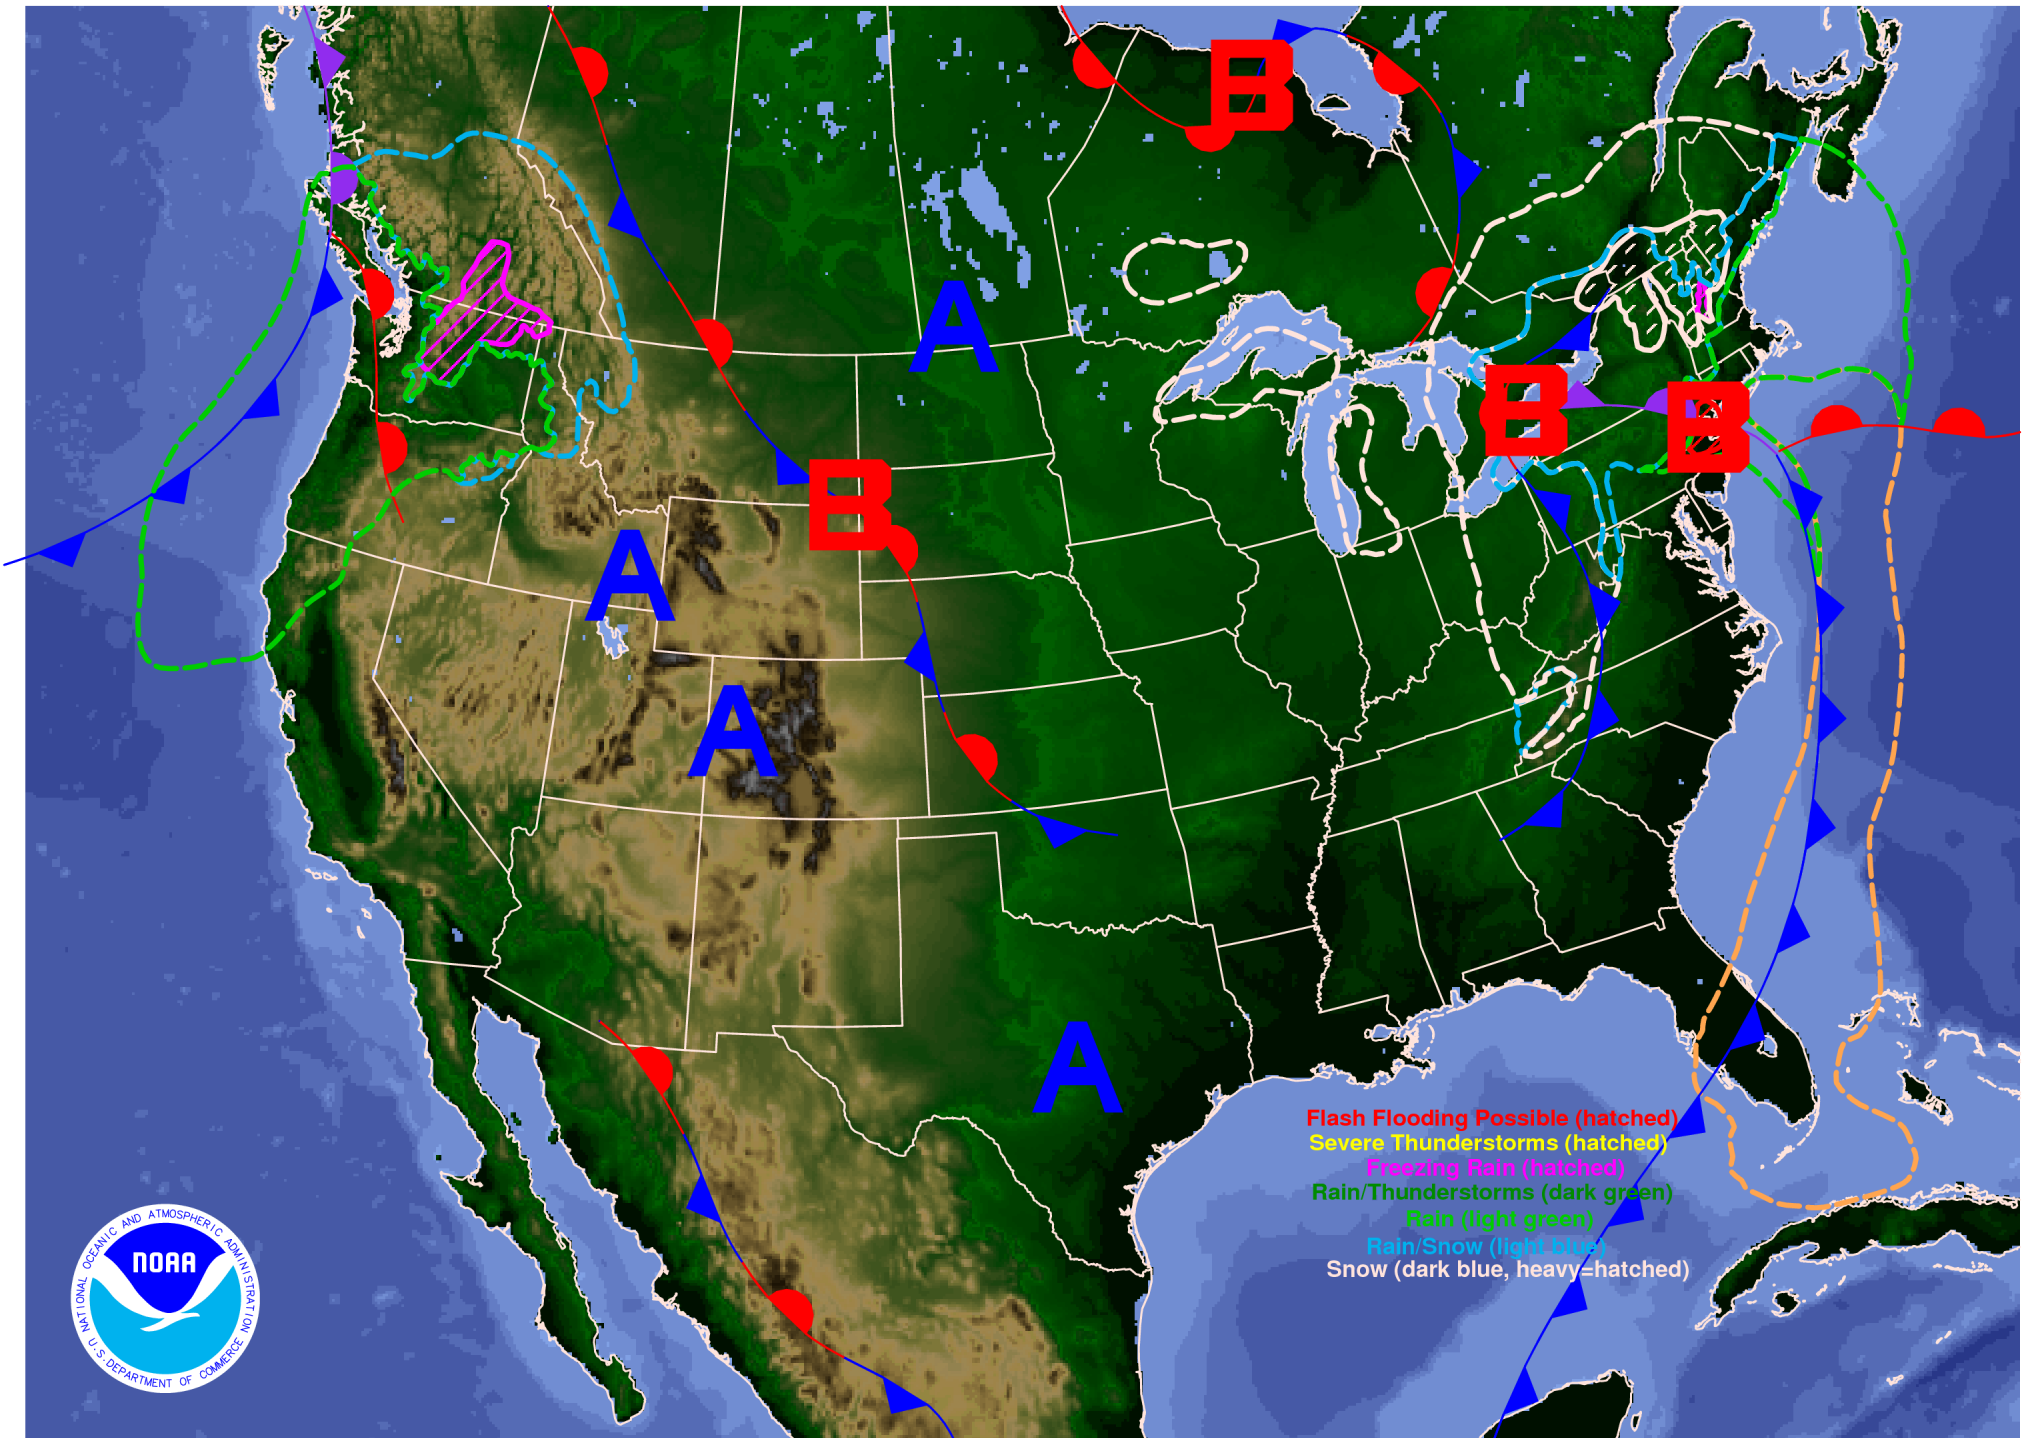 B
A
B
B
B
A
A
A
Flash Flooding Possible (hatched)
Severe Thunderstorms (hatched)
Freezing Rain (hatched)
Rain/Thunderstorms (dark green)
Rain (light green)
Rain/Snow (light blue)
Snow (dark blue, heavy=hatched)
NATIONAL OCEANIC AND ATMOSPHERIC ADMINISTRATION
NOAA
U.S. DEPARTMENT OF COMMERCE